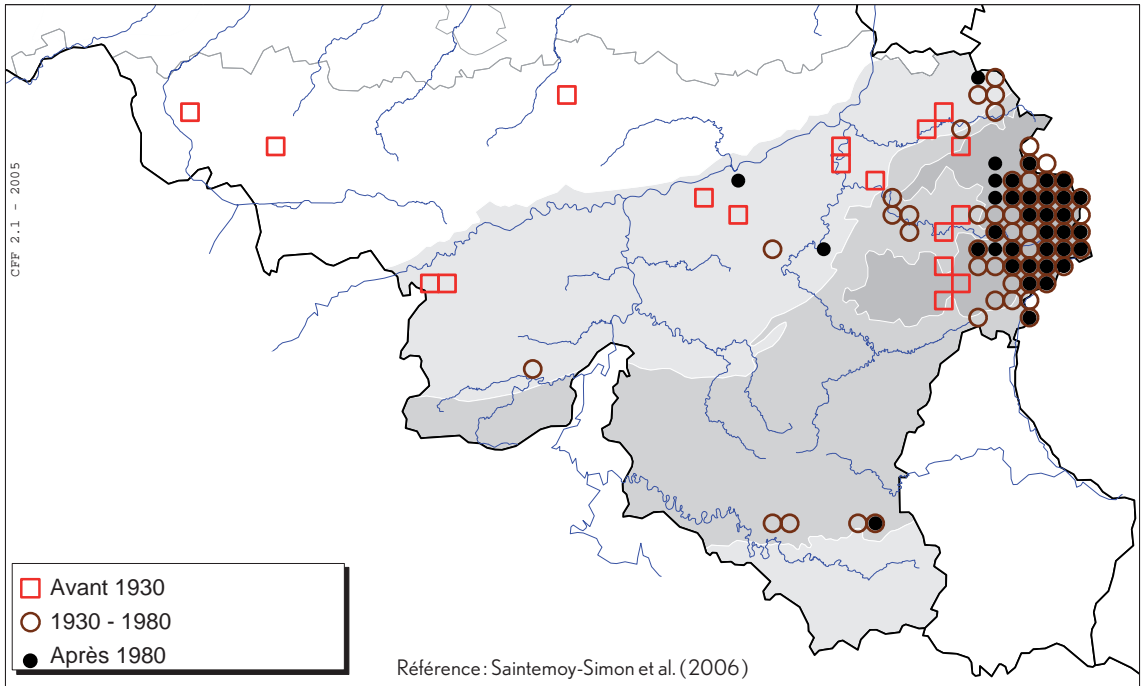 CFF 2.1 - 2005
Avant 1930
1930 - 1980
Après 1980
Référence : Saintemoy-Simon et al. (2006)